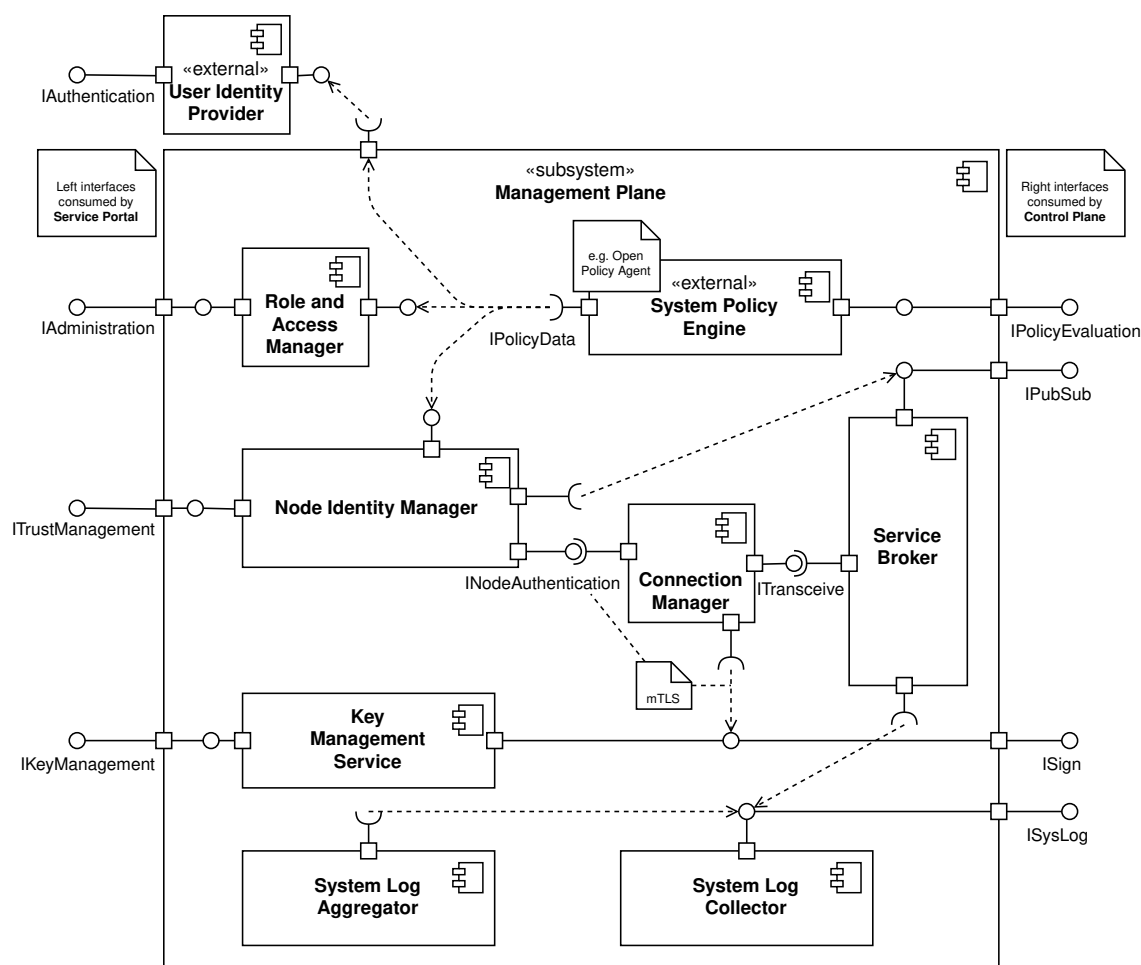 «external»
User Identity
Provider
IAuthentication
Left interfaces
consumed by
Service Portal
«subsystem»
Management Plane
Right interfaces
consumed by
Control Plane
e.g. Open
Policy Agent
«external»
System Policy
Engine
Role and
Access
Manager
IAdministration
IPolicyData
IPolicyEvaluation
IPubSub
Node Identity Manager
ITrustManagement
INodeAuthentication
Connection
Manager
ITransceive
Service
Broker
mTLS
Key
Management
Service
IKeyManagement
ISign
ISysLog
System Log
Aggregator
System Log
Collector